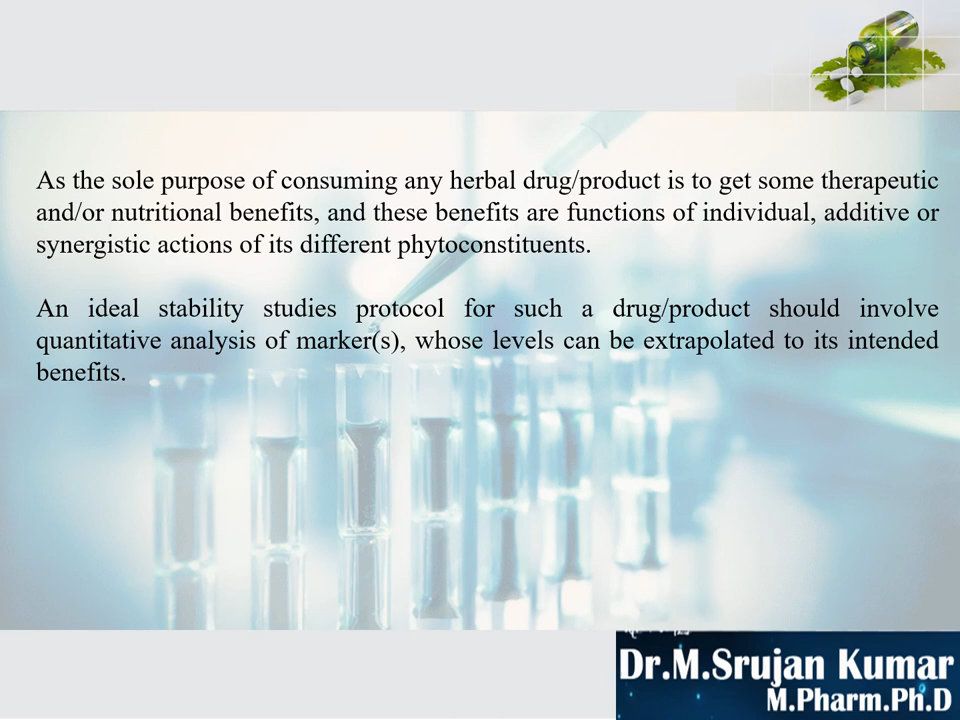 As the sole purpose of consuming any herbal drug/product is to get some therapeutic
and/or nutritional benefits, and these benefits are functions of individual, additive or
synergistic actions of its different phytoconstituents.
An ideal stability studies protocol for such a drug/product should involve
quantitative analysis of marker(s), whose levels can be extrapolated to its intended
benefits.
Dr.M.Srujan Kumar
M.Pharm.Ph.D